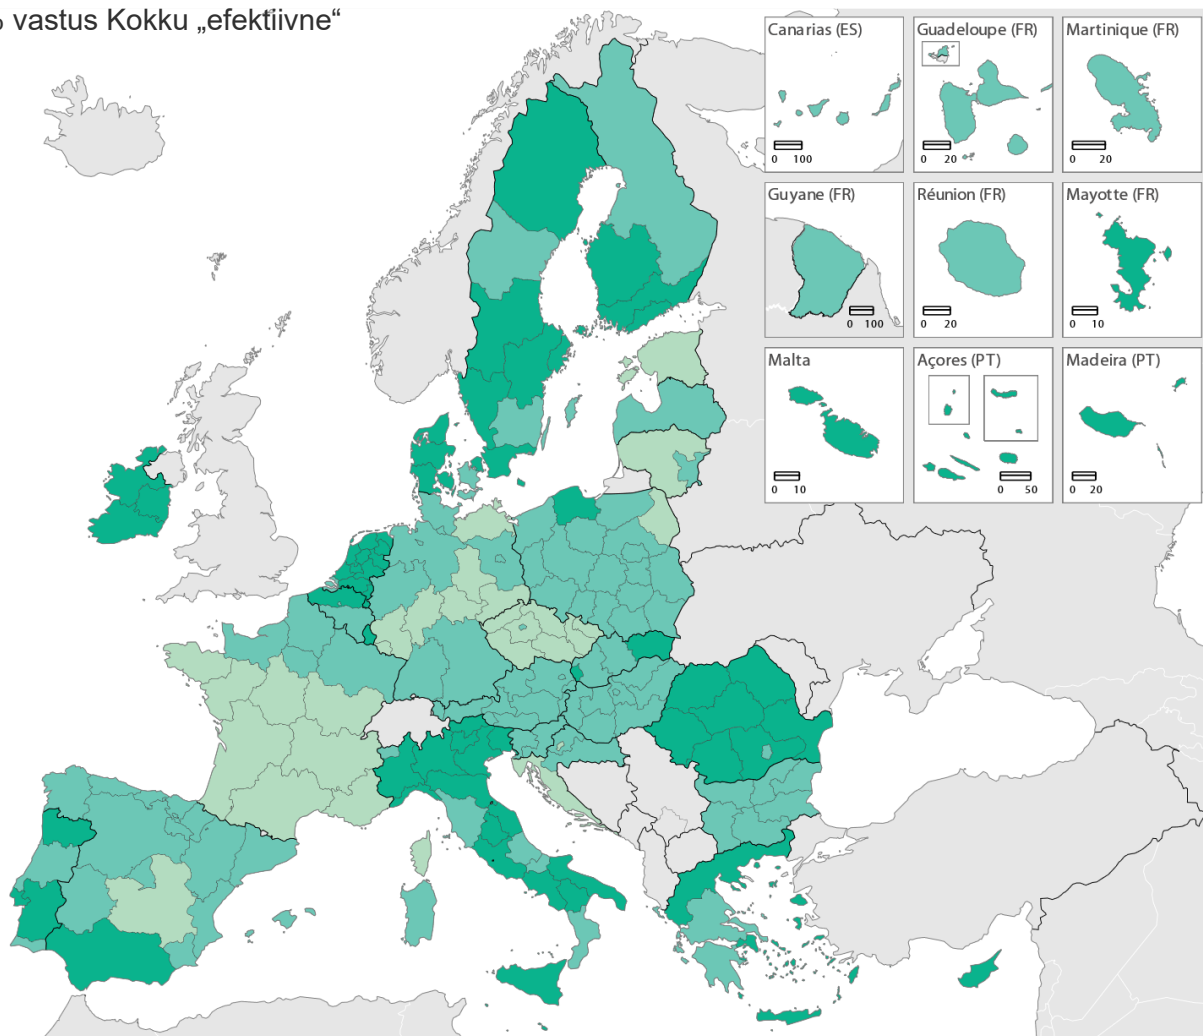 % vastus Kokku „efektiivne“
Canarias (ES)
0 100
Guadeloupe (FR)
0 20
Martinique (FR)
0 20
Guyane (FR)
0 100
Réunion (FR)
0 20
Mayotte (FR)
0 10
Malta
0 10
Açores (PT)
0 50
Madeira (PT)
0 20